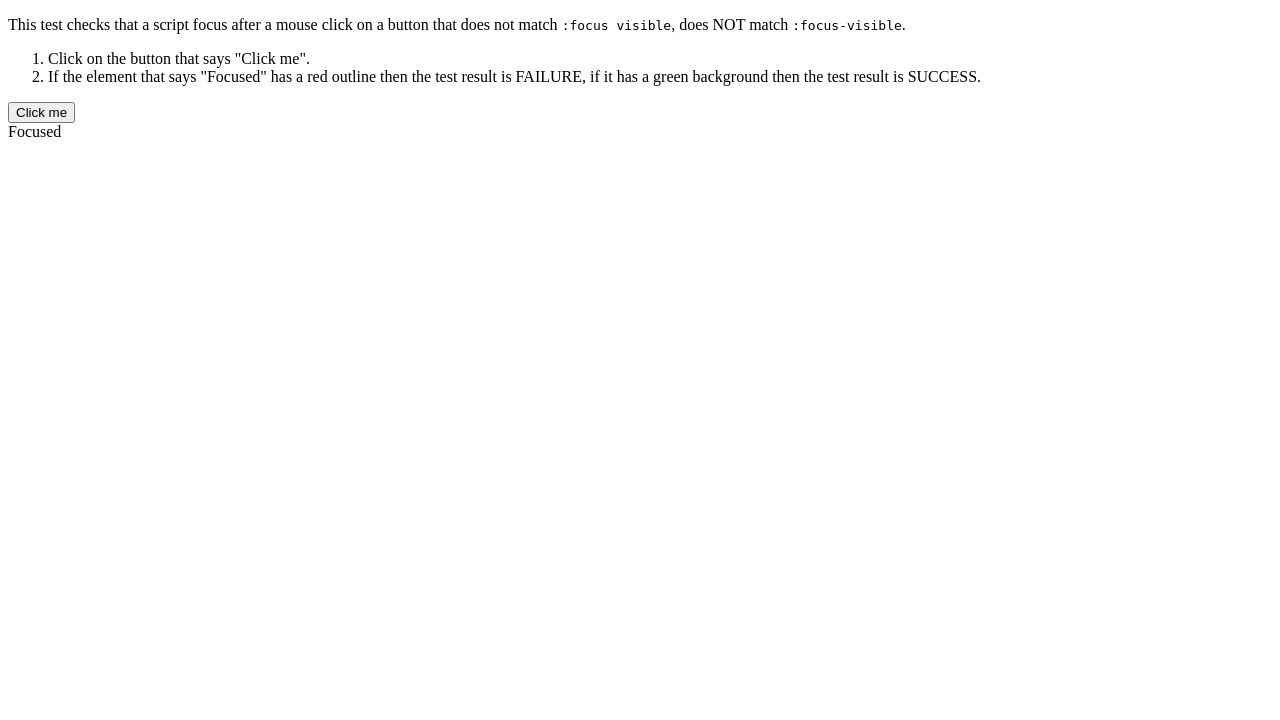 This test checks that a script focus after a mouse click on a button that does not match :focus visible, does NOT match :focus-visible.
1. Click on the button that says "Click me".
2. If the element that says "Focused" has a red outline then the test result is FAILURE, if it has a green background then the test result is SUCCESS.
Click me
Focused